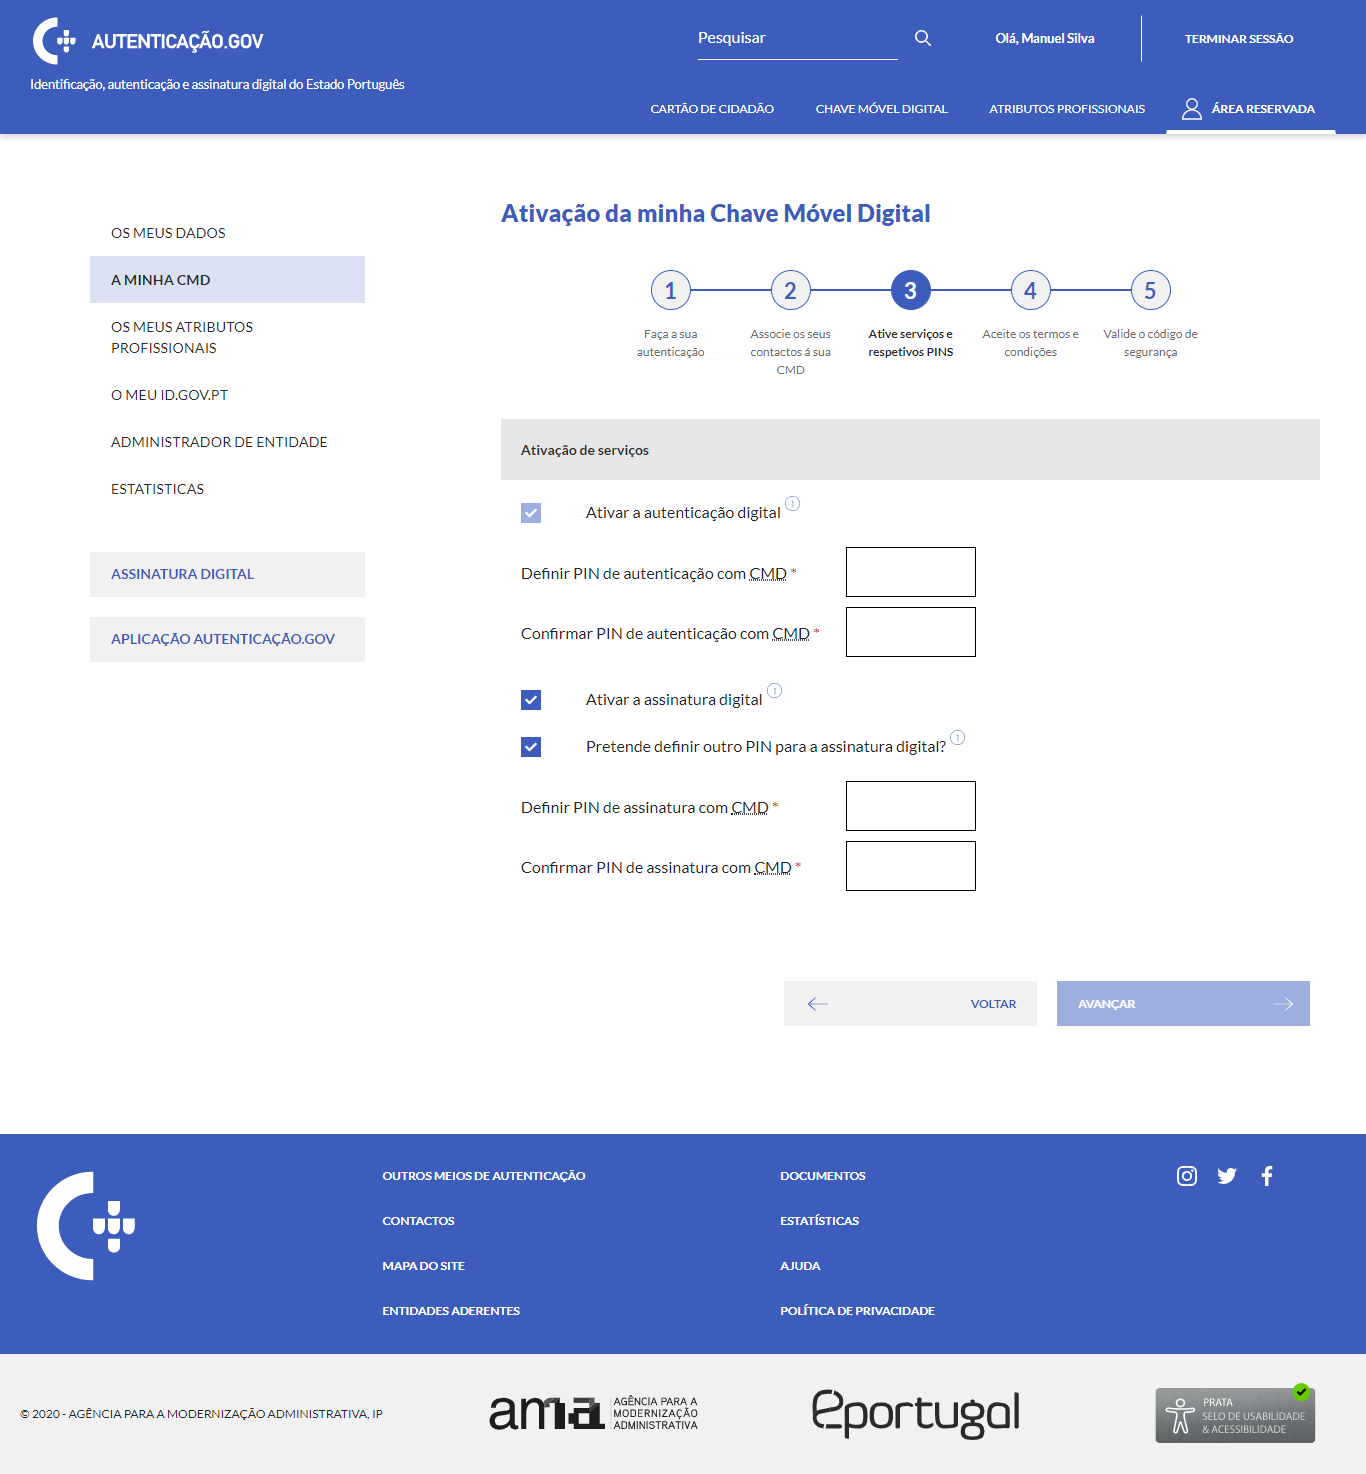 AUTENTICAÇÃO.GOV
Identificação, autenticação e assinatura digital do Estado Português
Pesquisar
Olá, Manuel Silva
TERMINAR SESSÃO
CARTÃO DE CIDADÃO
CHAVE MÓVEL DIGITAL
ATRIBUTOS PROFISSIONAIS
ÁREA RESERVADA
OS MEUS DADOS
A MINHA CMD
OS MEUS ATRIBUTOS
PROFISSIONAIS
O MEU ID.GOV.PT
ADMINISTRADOR DE ENTIDADE
ESTATISTICAS
ASSINATURA DIGITAL
APLICAÇÃO AUTENTICAÇÃO.GOV
Ativação da minha Chave Móvel Digital
1
Faça a sua
autenticação
2
Associe os seus
contactos á sua
CMD
3
Ative serviços e
respetivos PINS
4
Aceite os termos e
condições
5
Valide o código de
segurança
Ativação de serviços
Ativar a autenticação digital
Definir PIN de autenticação com CMD *
Confirmar PIN de autenticação com CMD *
Ativar a assinatura digital
Pretende definir outro PIN para a assinatura digital?
Definir PIN de assinatura com CMD *
Confirmar PIN de assinatura com CMD *
VOLTAR
AVANÇAR
OUTROS MEIOS DE AUTENTICAÇÃO
CONTACTOS
MAPA DO SITE
ENTIDADES ADERENTES
DOCUMENTOS
ESTATÍSTICAS
AJUDA
POLÍTICA DE PRIVACIDADE
© 2020 - AGÊNCIA PARA A MODERNIZAÇÃO ADMINISTRATIVA, IP
ama
AGÊNCIA PARA A
MODERNIZAÇÃO
ADMINISTRATIVA
eportugal
PRATA
SELO DE USABILIDADE
& ACESSIBILIDADE